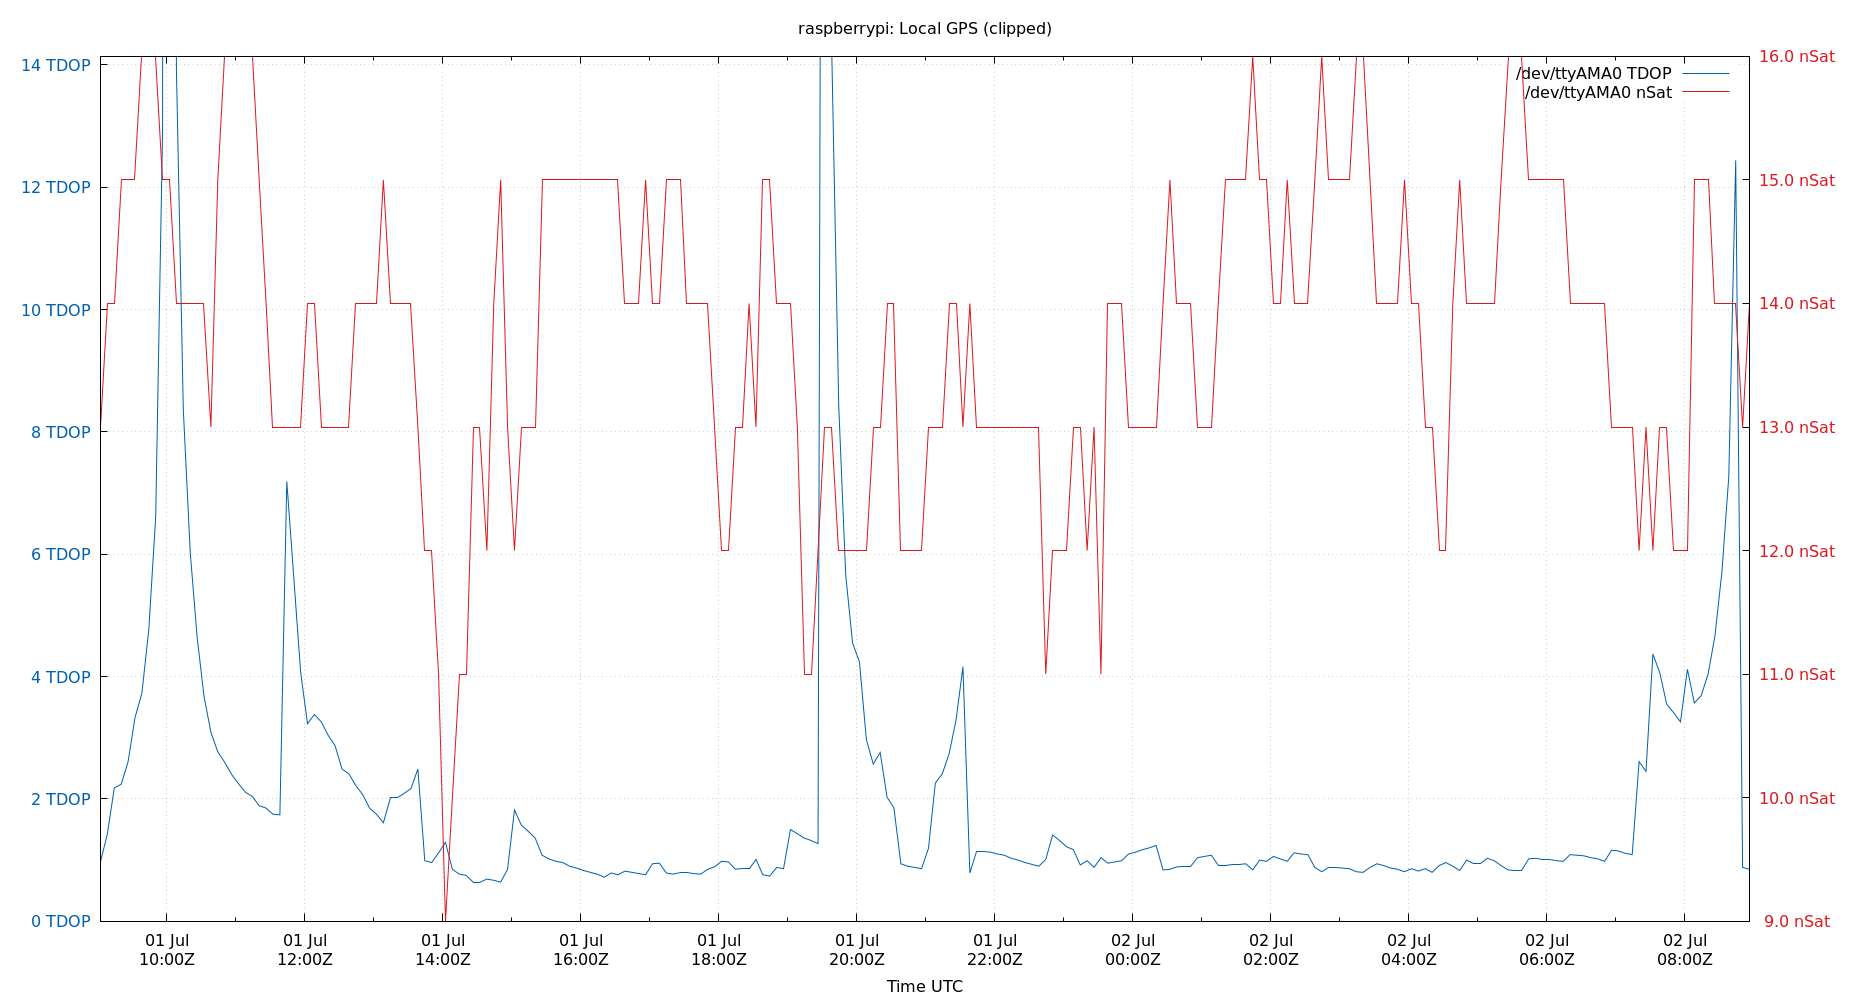 raspberrypi: Local GPS (clipped)
/dev/ttyAMA0 TDOP
/dev/ttyAMA0 nSat
14 TDOP
12 TDOP
10 TDOP
8 TDOP
6 TDOP
4 TDOP
2 TDOP
0 TDOP
16.0 nSat
15.0 nSat
14.0 nSat
13.0 nSat
12.0 nSat
11.0 nSat
10.0 nSat
9.0 nSat
01 Jul
10:00Z
01 Jul
12:00Z
01 Jul
14:00Z
01 Jul
16:00Z
01 Jul
18:00Z
01 Jul
20:00Z
01 Jul
22:00Z
02 Jul
00:00Z
02 Jul
02:00Z
02 Jul
04:00Z
02 Jul
06:00Z
02 Jul
08:00Z
Time UTC